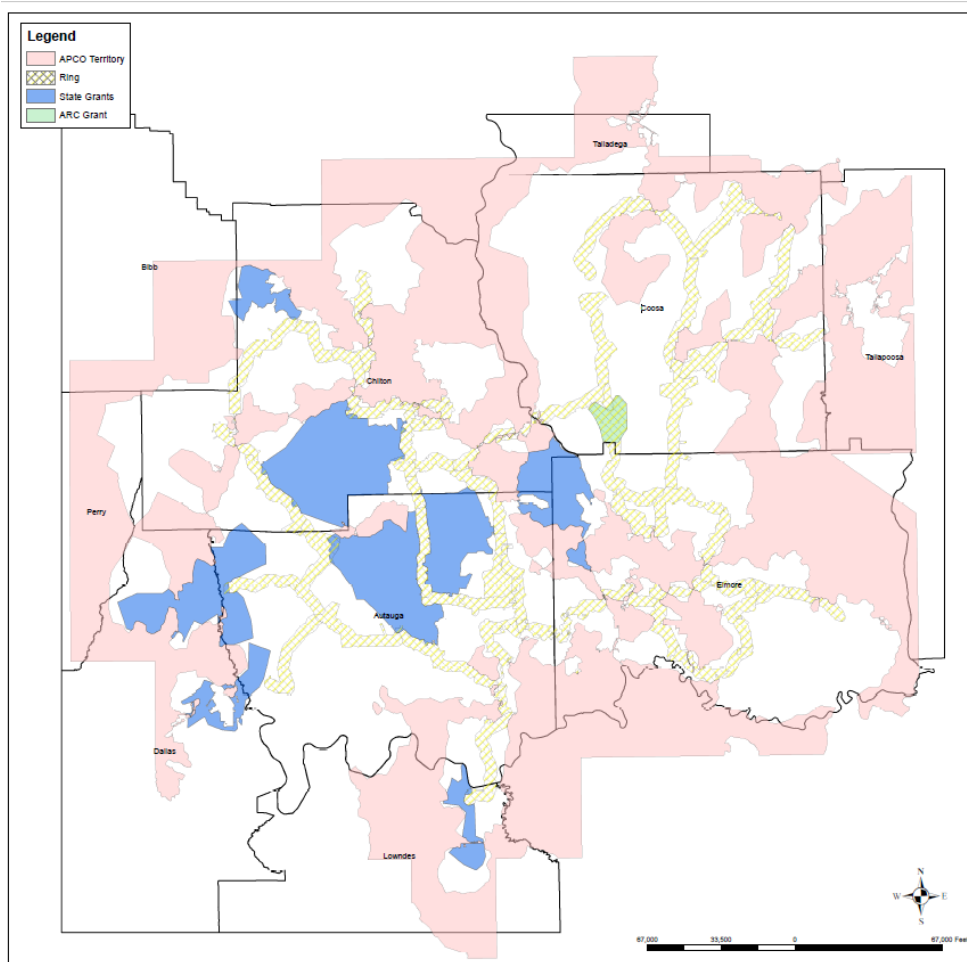 Legend
APCO Territory
Ring
State Grants
ARC Grant
Talladega
Bibb
Coosa
Tallapoosa
Chilton
Perry
Elmore
Autauga
Dallas
Lowndes
N
W E
S
67,000 33,500 0 67,000 Feet